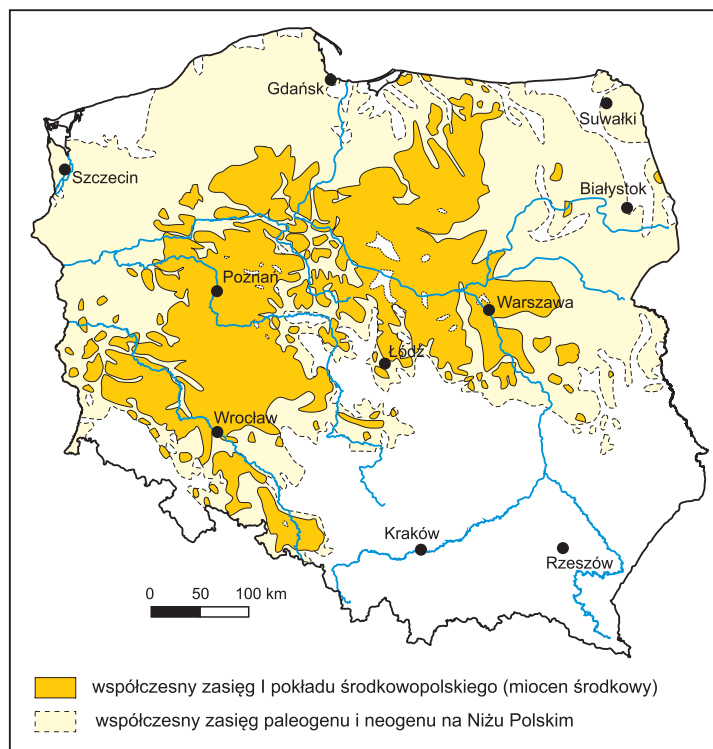 Gdańsk
Suwałki
Szczecin
Białystok
Poznań
Warszawa
Łódź
Wrocław
Kraków
Rzeszów
0 50 100 km
współczesny zasięg I pokładu środkowopolskiego (miocen środkowy)
współczesny zasięg paleogenu i neogenu na Niżu Polskim